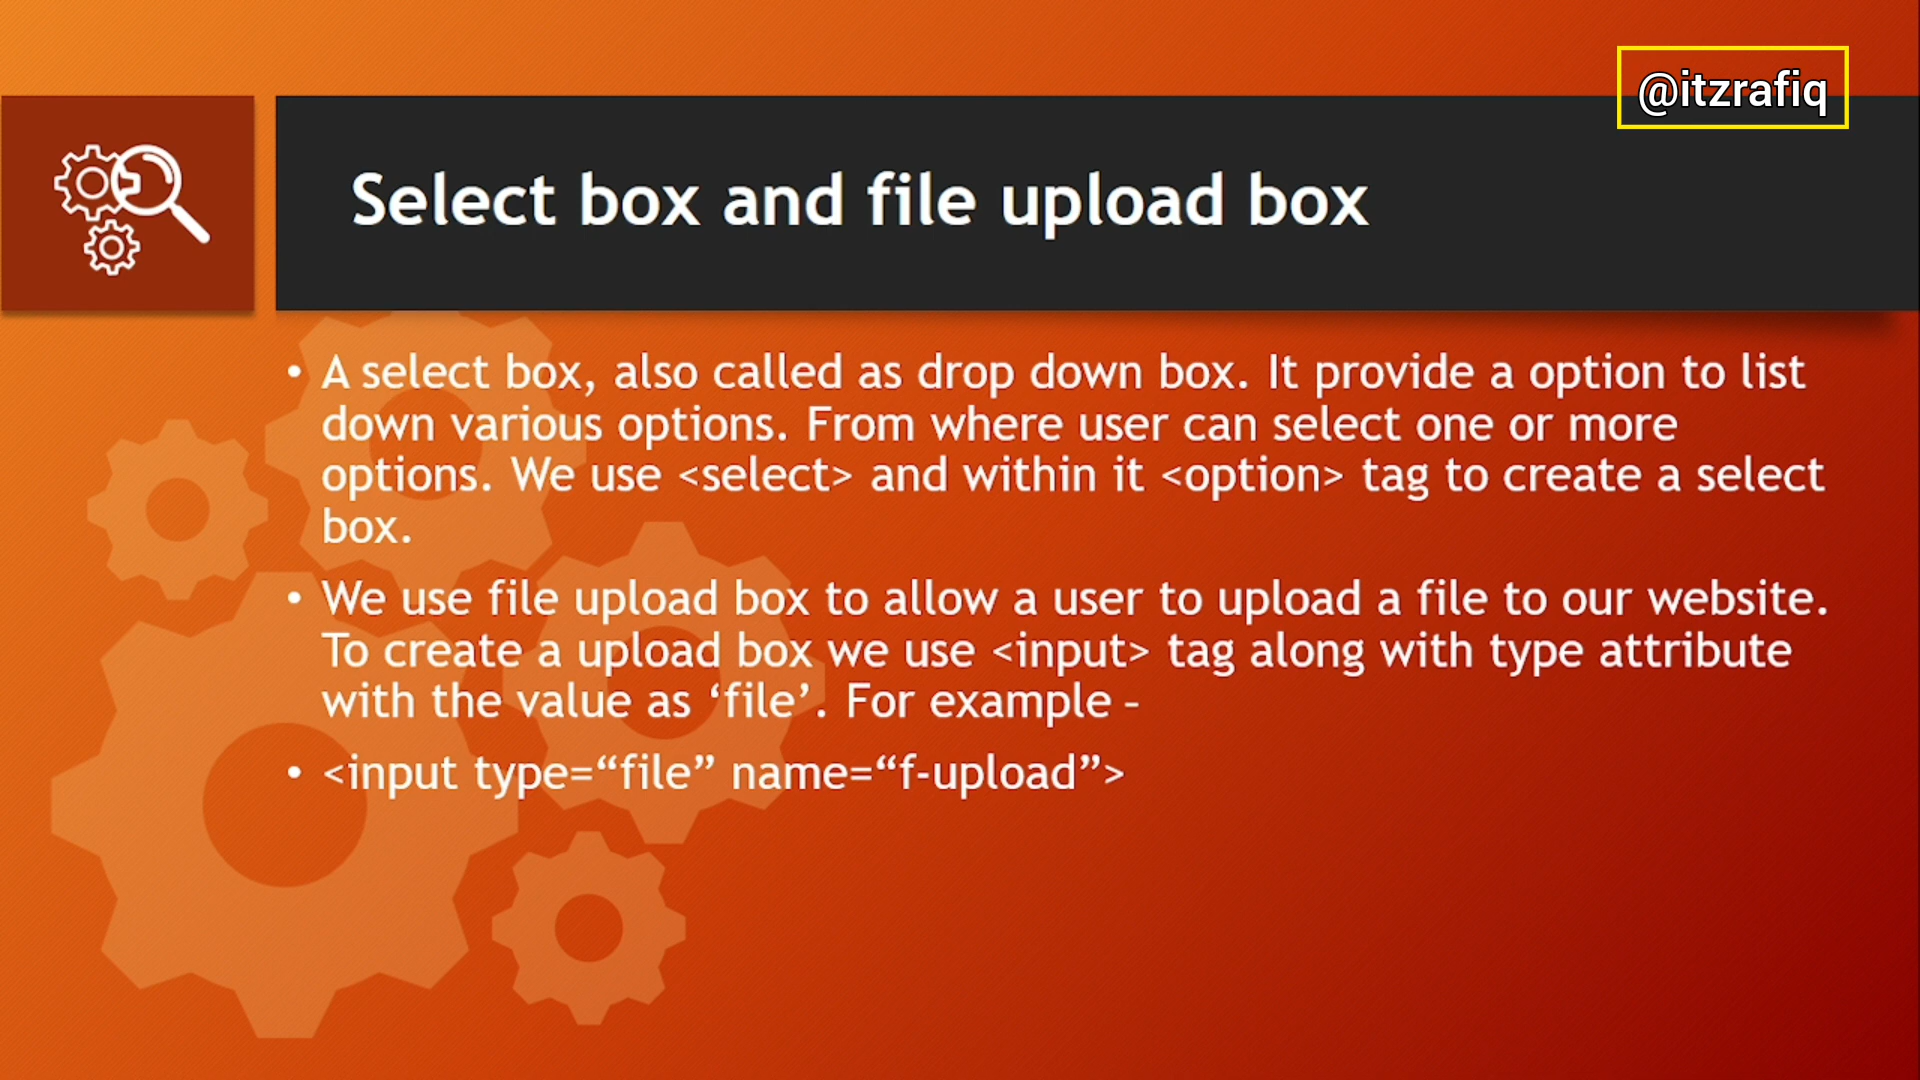 @itzrafiq
Select box and file upload box
• A select box, also called as drop down box. It provide a option to list
down various options. From where user can select one or more
options. We use <select> and within it <option> tag to create a select
box.
• We use file upload box to allow a user to upload a file to our website.
To create a upload box we use <input> tag along with type attribute
with the value as ‘file’. For example –
• <input type=“file” name=“f-upload”>